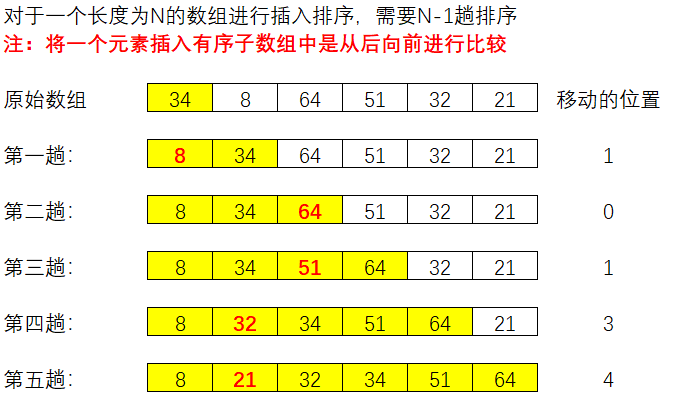 对于一个长度为N的数组进行插入排序，需要N-1趟排序
注：将一个元素插入有序子数组中是从后向前进行比较
原始数组 34 8 64 51 32 21 移动的位置
第一趟： 8 34 64 51 32 21 1
第二趟： 8 34 64 51 32 21 0
第三趟： 8 34 51 64 32 21 1
第四趟： 8 32 34 51 64 21 3
第五趟： 8 21 32 34 51 64 4